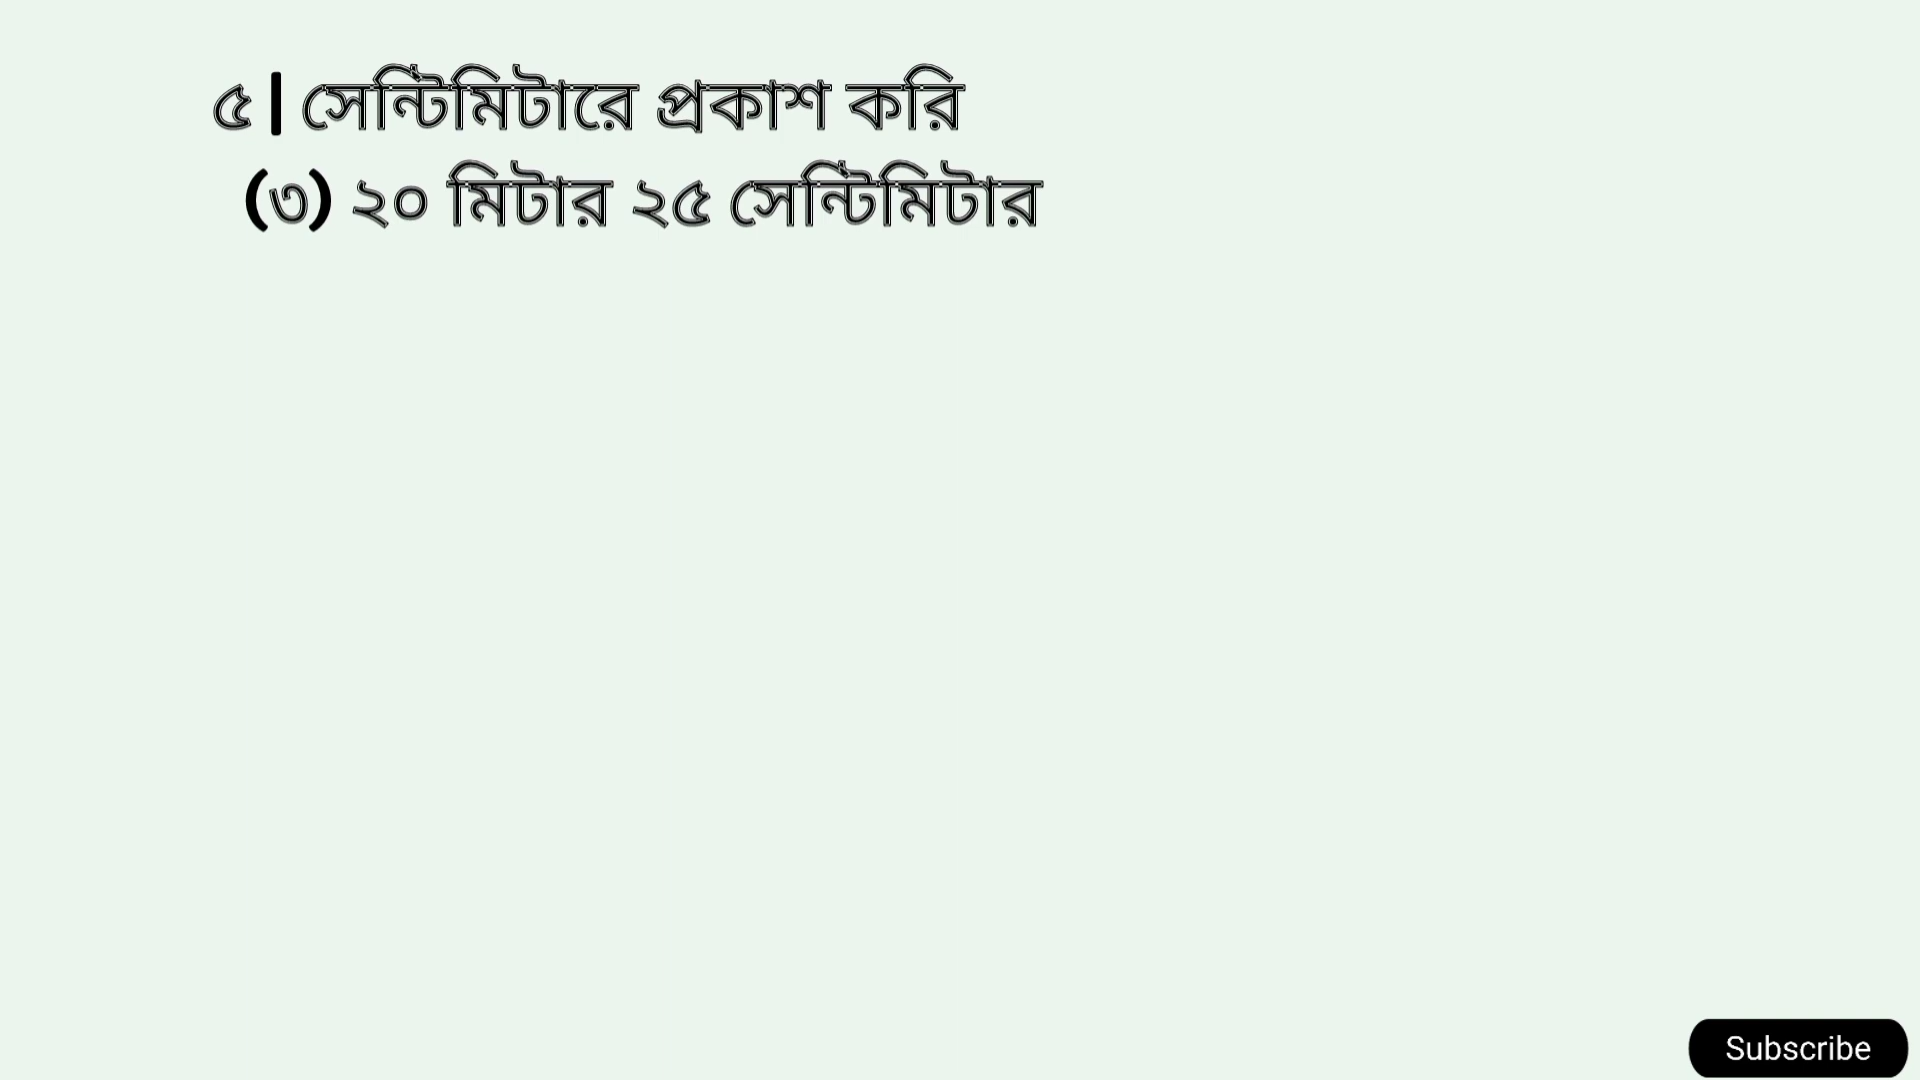 ৫| সেন্টিমিটারে প্রকাশ করি
(৩) ২০ মিটার ২৫ সেন্টিমিটার
Subscribe